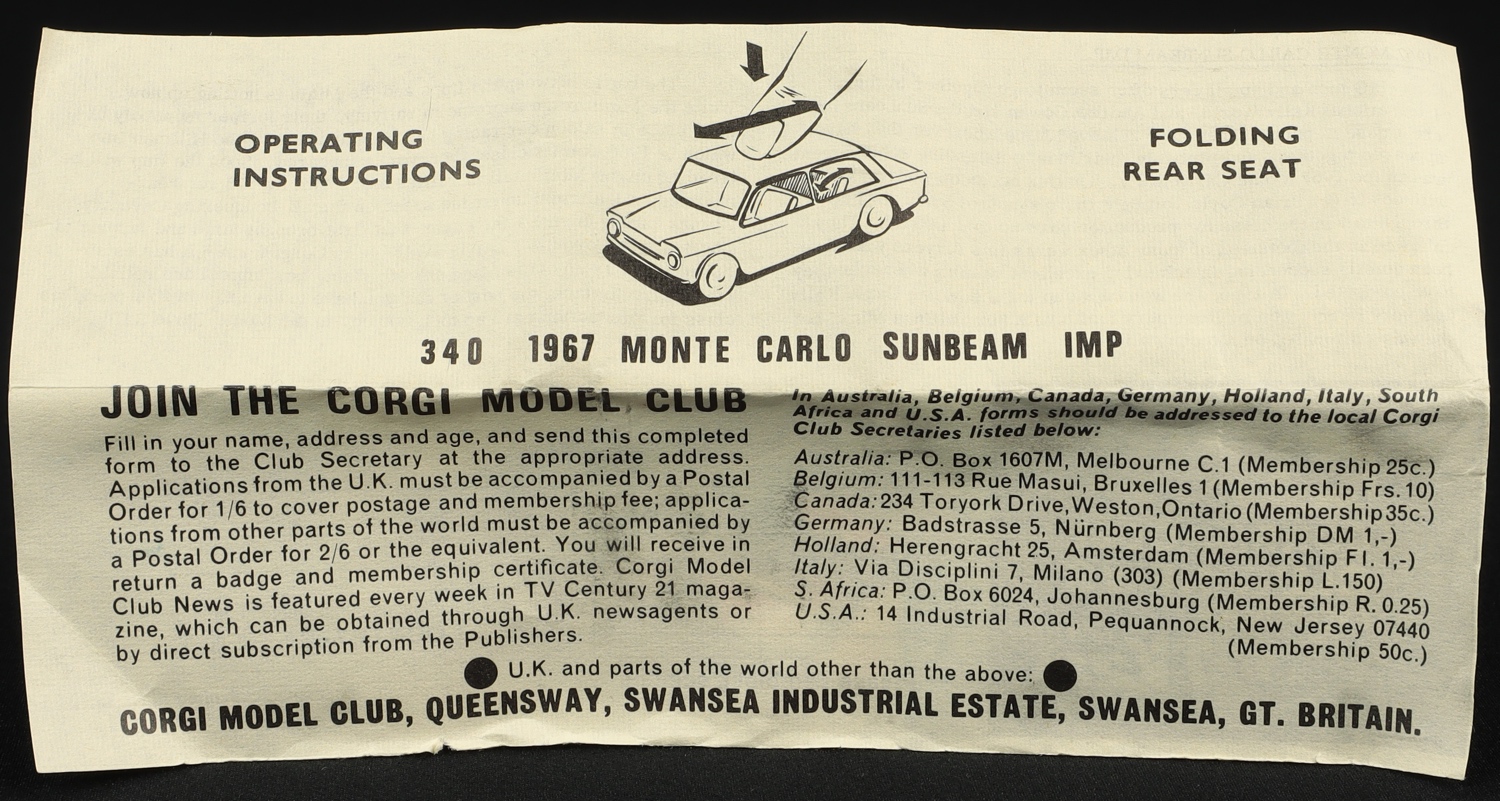 OPERATING
INSTRUCTIONS
FOLDING
REAR SEAT
340 1967 MONTE CARLO SUNBEAM IMP
JOIN THE CORGI MODEL CLUB
Fill in your name, address and age, and send this completed
form to the Club Secretary at the appropriate address.
Applications from the U.K. must be accompanied by a Postal
Order for 1/6 to cover postage and membership fee; applica-
tions from other parts of the world must be accompanied by
a Postal Order for 2/6 or the equivalent. You will receive in
return a badge and membership certificate. Corgi Model
Club News is featured every week in TV Century 21 maga-
zine, which can be obtained through U.K. newsagents or
by direct subscription from the Publishers.
In Australia, Belgium, Canada, Germany, Holland, Italy, South
Africa and U.S.A. forms should be addressed to the local Corgi
Club Secretaries listed below:
Australia: P.O. Box 1607M, Melbourne C.1 (Membership 25c.)
Belgium: 111-113 Rue Masui, Bruxelles 1 (Membership Frs. 10)
Canada: 234 Toryork Drive, Weston, Ontario (Membership 35c.)
Germany: Badstrasse 5, Nürnberg (Membership DM 1,-)
Holland: Herengracht 25, Amsterdam (Membership Fl. 1,-)
Italy: Via Disciplini 7, Milano (303) (Membership L.150)
S. Africa: P.O. Box 6024, Johannesburg (Membership R. 0.25)
U.S.A.: 14 Industrial Road, Pequannock, New Jersey 07440
(Membership 50c.)
U.K. and parts of the world other than the above:
CORGI MODEL CLUB, QUEENSWAY, SWANSEA INDUSTRIAL ESTATE, SWANSEA, GT. BRITAIN.